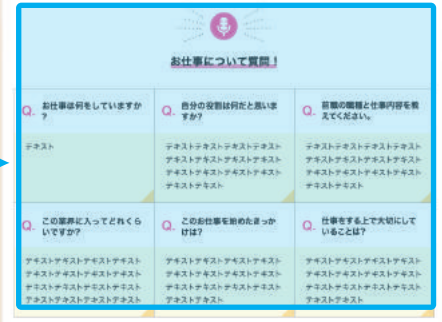 お仕事について質問！
Q. お仕事は何をしていますか
?
テキスト
Q. 自分の役割は何だと思いま
すか?
テキストテキストテキストテキスト
テキストテキストテキストテキスト
テキストテキストテキストテキスト
テキストテキスト
Q. 前職の職種と仕事内容を教
えてください。
テキストテキストテキストテキスト
テキストテキストテキストテキスト
テキストテキストテキストテキスト
テキストテキスト
Q. この業界に入ってどれくら
いですか?
テキストテキストテキストテキスト
テキストテキストテキストテキスト
テキストテキストテキストテキスト
テキストテキストテキストテキスト
Q. このお仕事を始めたきっか
けは?
テキストテキストテキストテキスト
テキストテキストテキストテキスト
テキストテキストテキストテキスト
テキストテキスト
Q. 仕事をする上で大切にして
いることは?
テキストテキストテキストテキスト
テキストテキストテキストテキスト
テキストテキストテキストテキスト
テキストテキスト